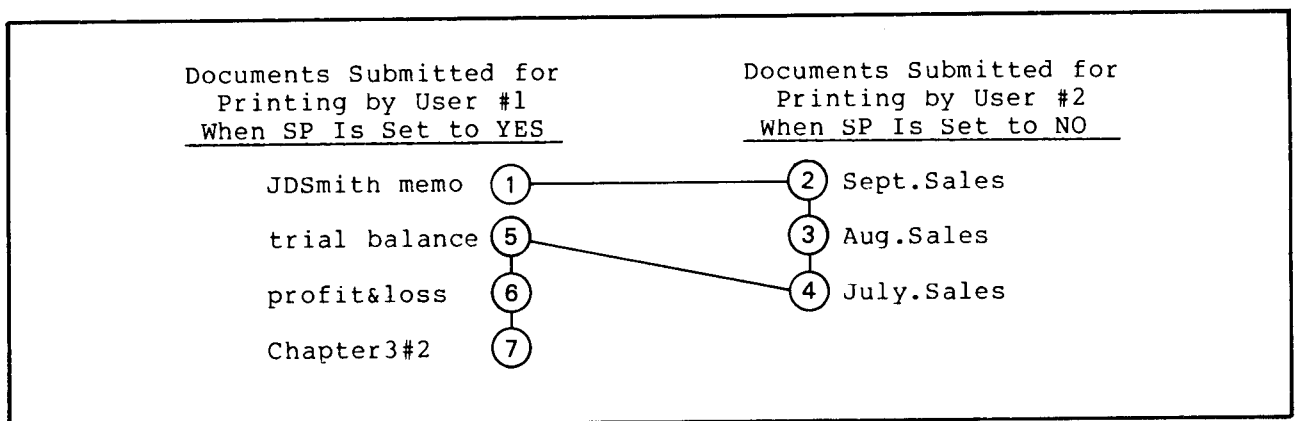 Documents Submitted for
Printing by User #1
When SP Is Set to YES
Documents Submitted for
Printing by User #2
When SP Is Set to NO
JDSmith memo 1 2 Sept.Sales
trial balance 5 3 Aug.Sales
profit&loss 6 4 July.Sales
Chapter3#2 7